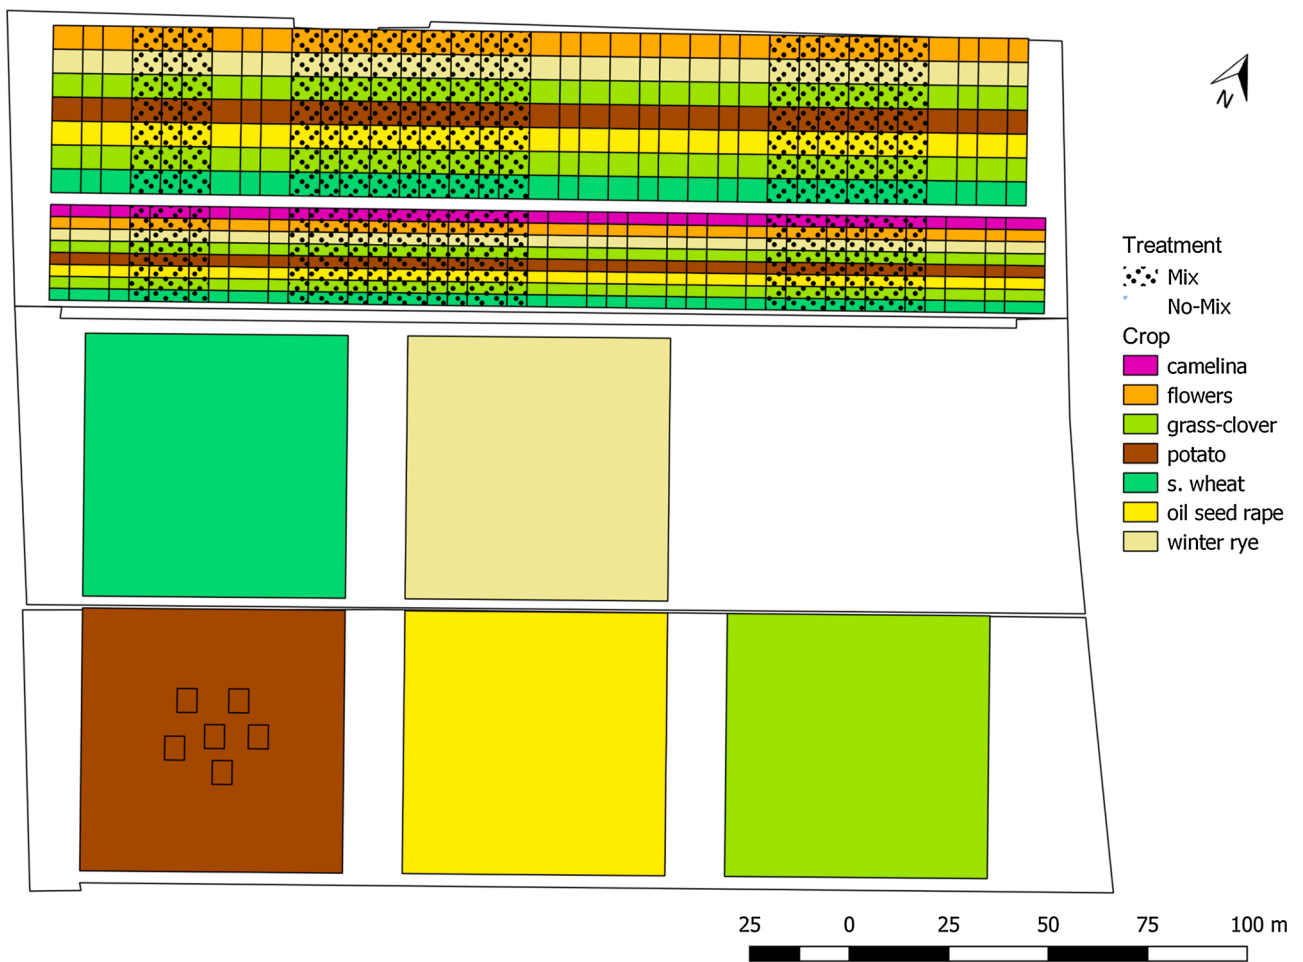 N
Treatment
Mix
No-Mix
Crop
camelina
flowers
grass-clover
potato
s. wheat
oil seed rape
winter rye
25 0 25 50 75 100 m